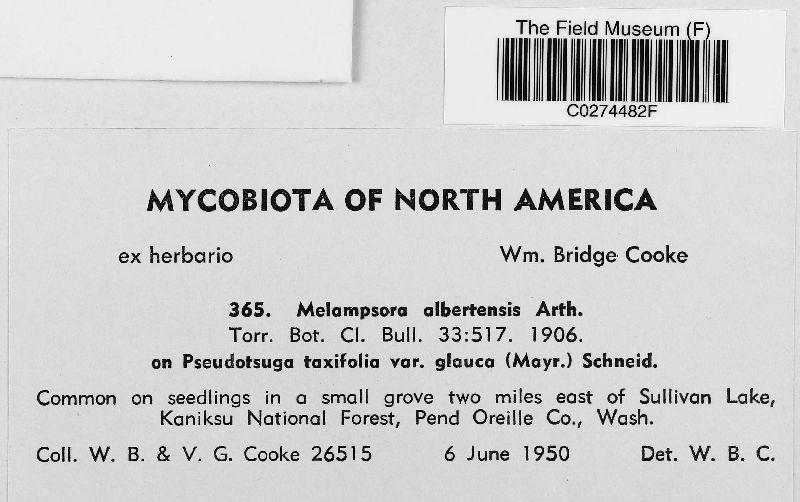 The Field Museum (F)
C0274482F
MYCOBIOTA OF NORTH AMERICA
ex herbario Wm. Bridge Cooke
365. Melampsora albertensis Arth.
Torr. Bot. Cl. Bull. 33:517. 1906.
on Pseudotsuga taxifolia var. glauca (Mayr.) Schneid.
Common on seedlings in a small grove two miles east of Sullivan Lake,
Kaniksu National Forest, Pend Oreille Co., Wash.
Coll. W. B. & V. G. Cooke 26515 6 June 1950 Det. W. B. C.